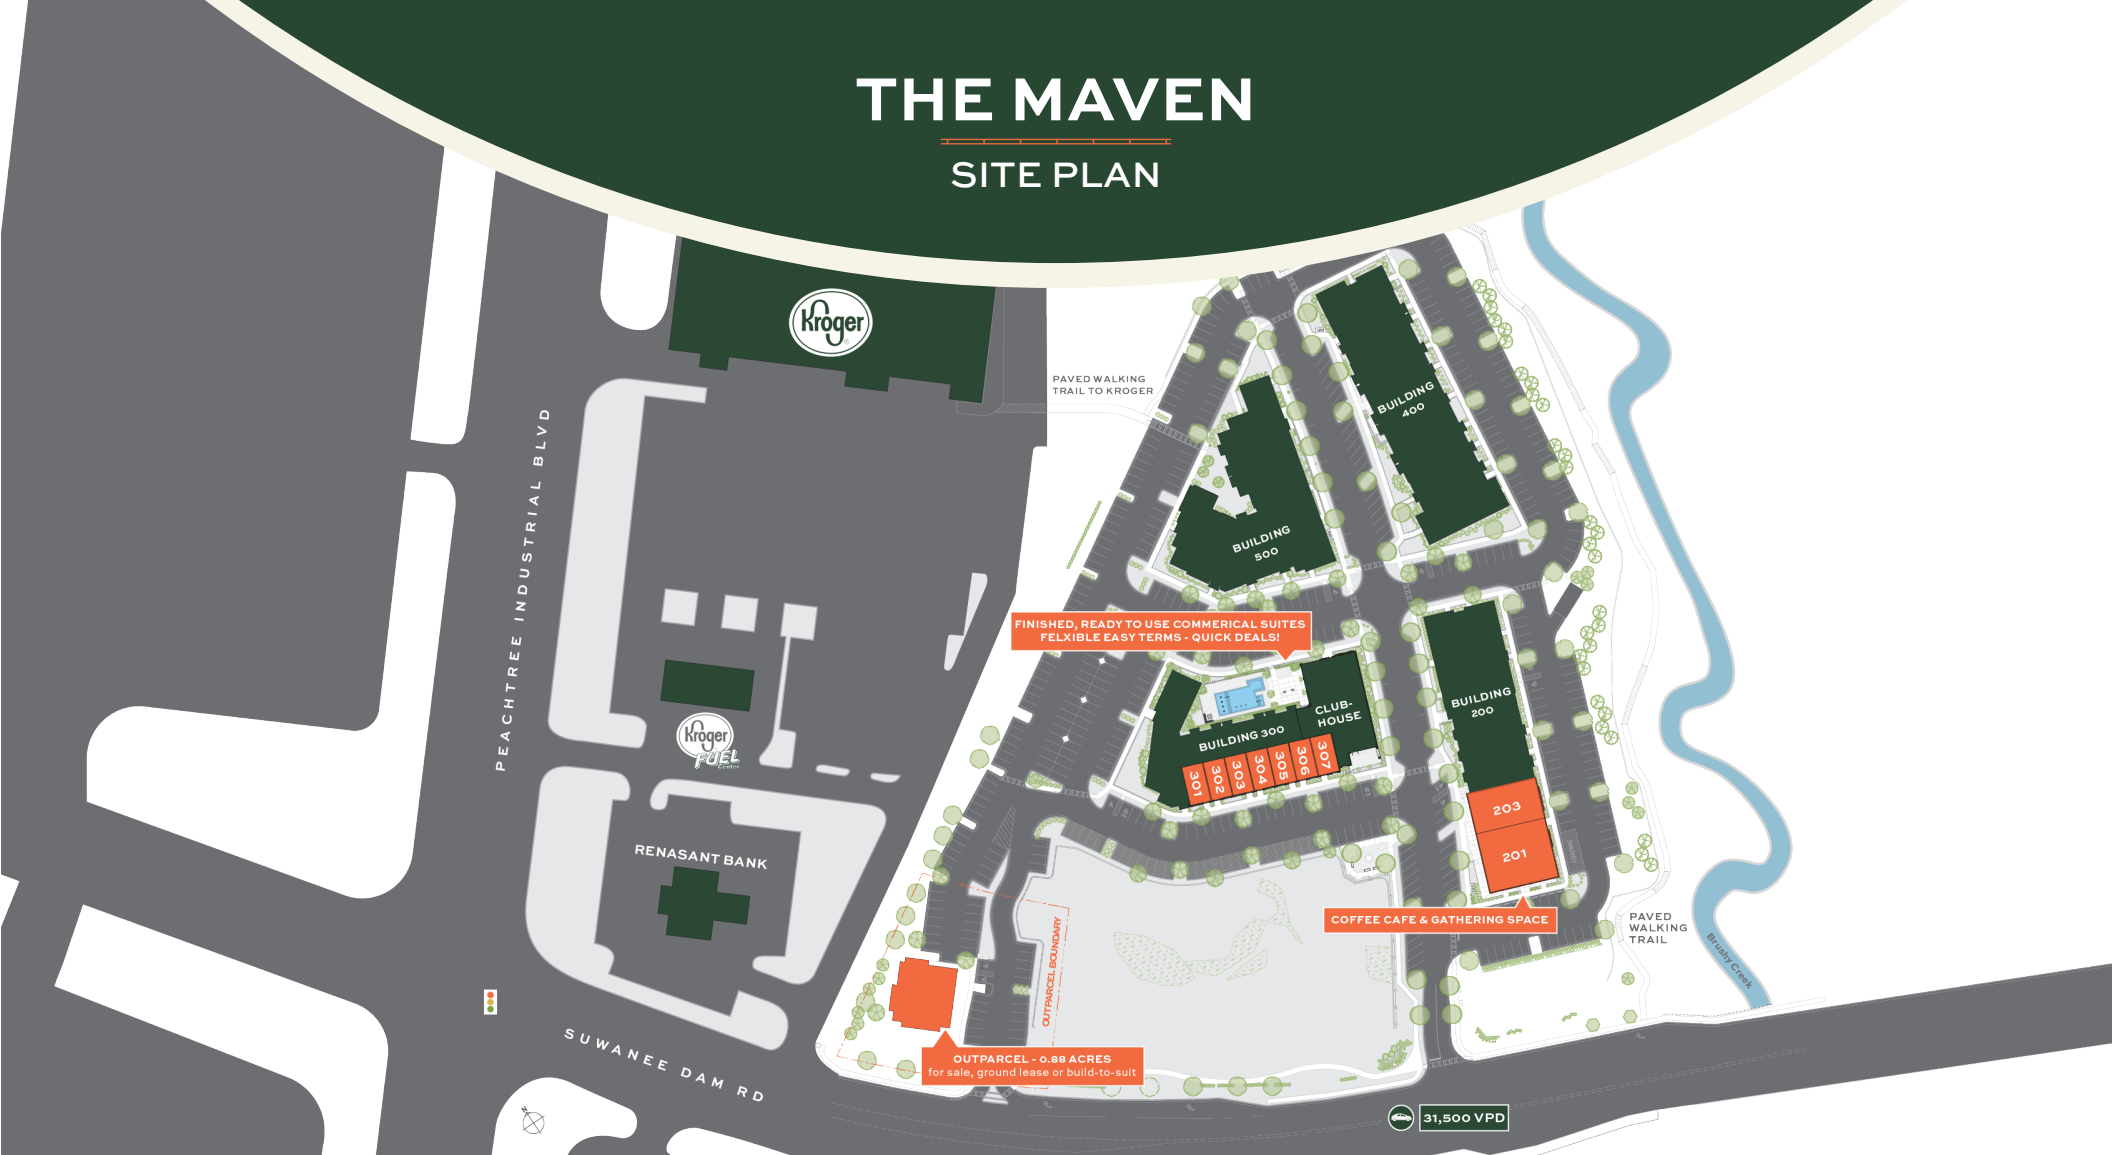 THE MAVEN
SITE PLAN
Kroger
PAVED WALKING
TRAIL TO KROGER
BUILDING
400
PEACHTREE INDUSTRIAL BLVD
BUILDING
500
FINISHED, READY TO USE COMMERICAL SUITES
FELXIBLE EASY TERMS - QUICK DEALS!
BUILDING
200
CLUB-
HOUSE
BUILDING 300
301
302
303
304
305
306
307
Kroger
FUEL
Center
203
201
RENASANT BANK
COFFEE CAFE & GATHERING SPACE
PAVED
WALKING
TRAIL
Brushy Creek
OUTPARCEL BOUNDARY
SUWANEE DAM RD
OUTPARCEL - 0.88 ACRES
for sale, ground lease or build-to-suit
N
31,500 VPD